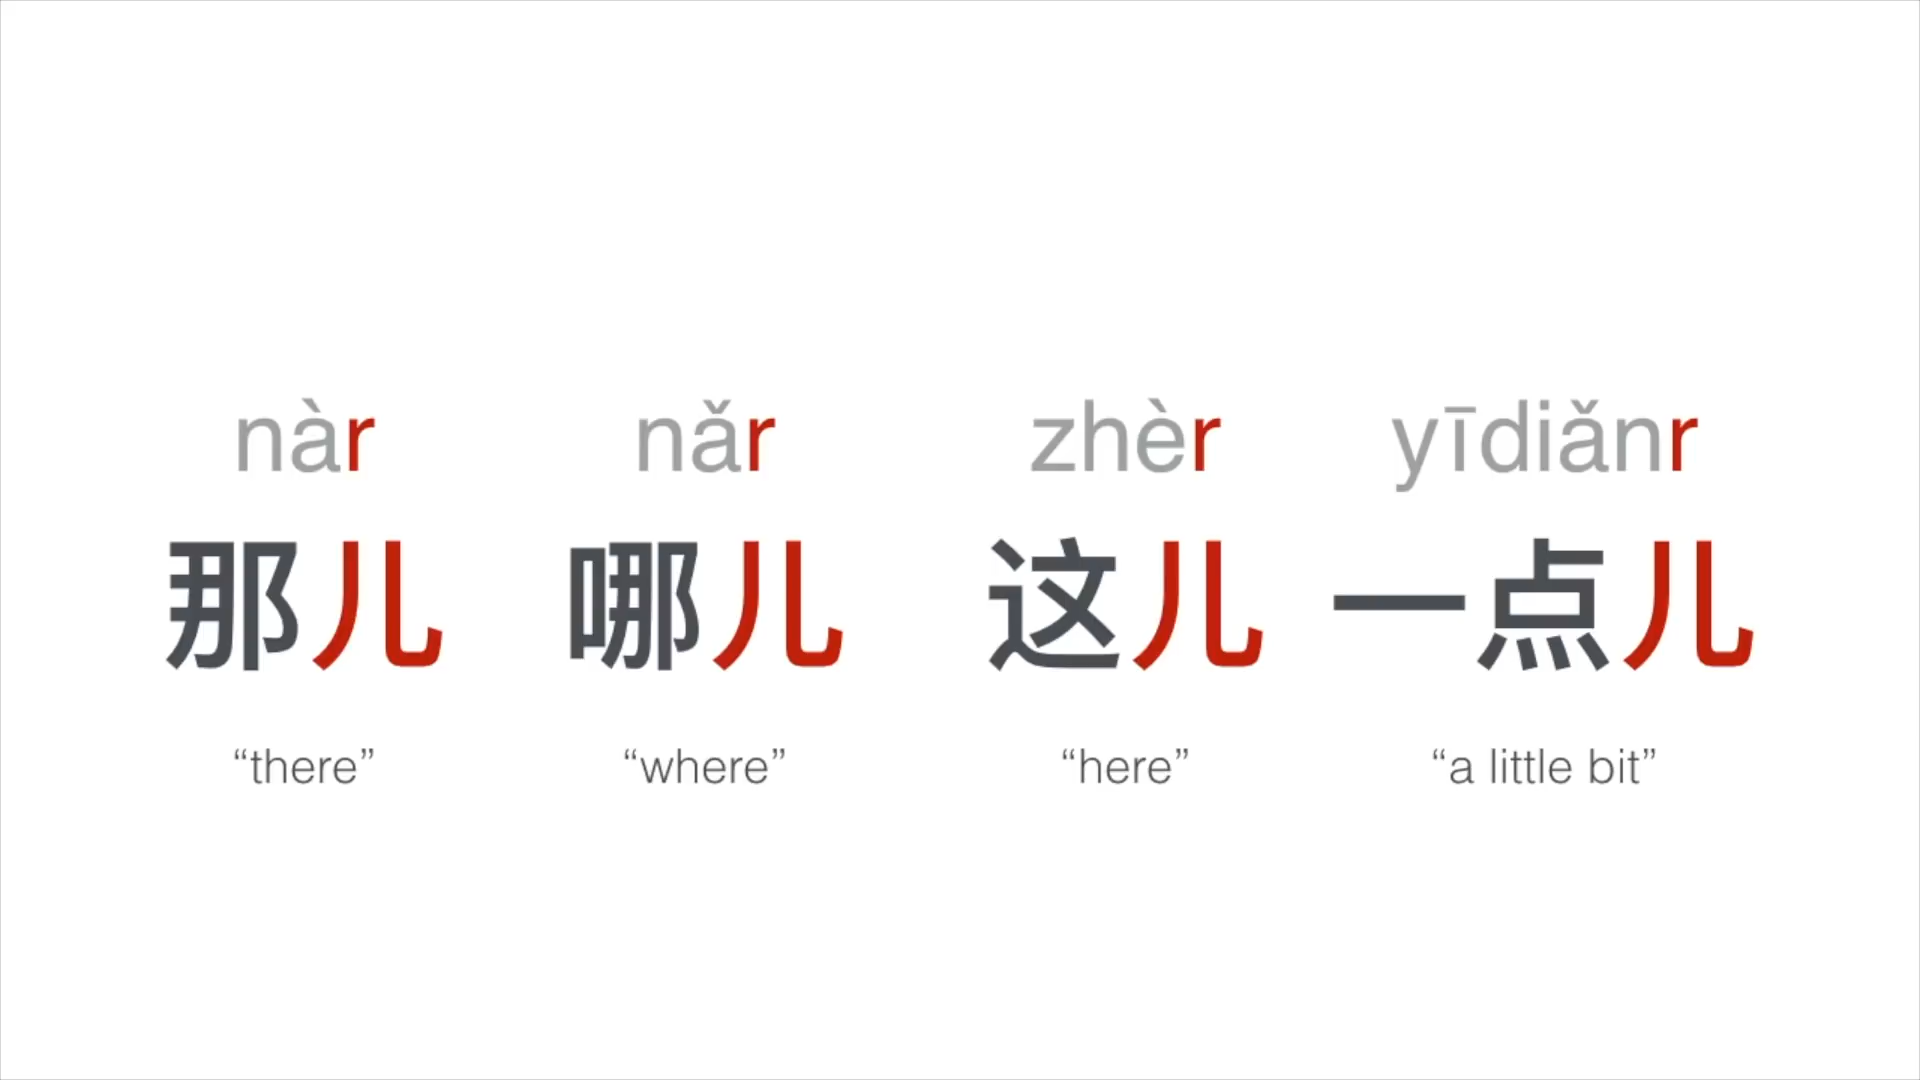 nàr nǎr zhèr yīdiǎnr
那儿 哪儿 这儿 一点儿
“there” “where” “here” “a little bit”